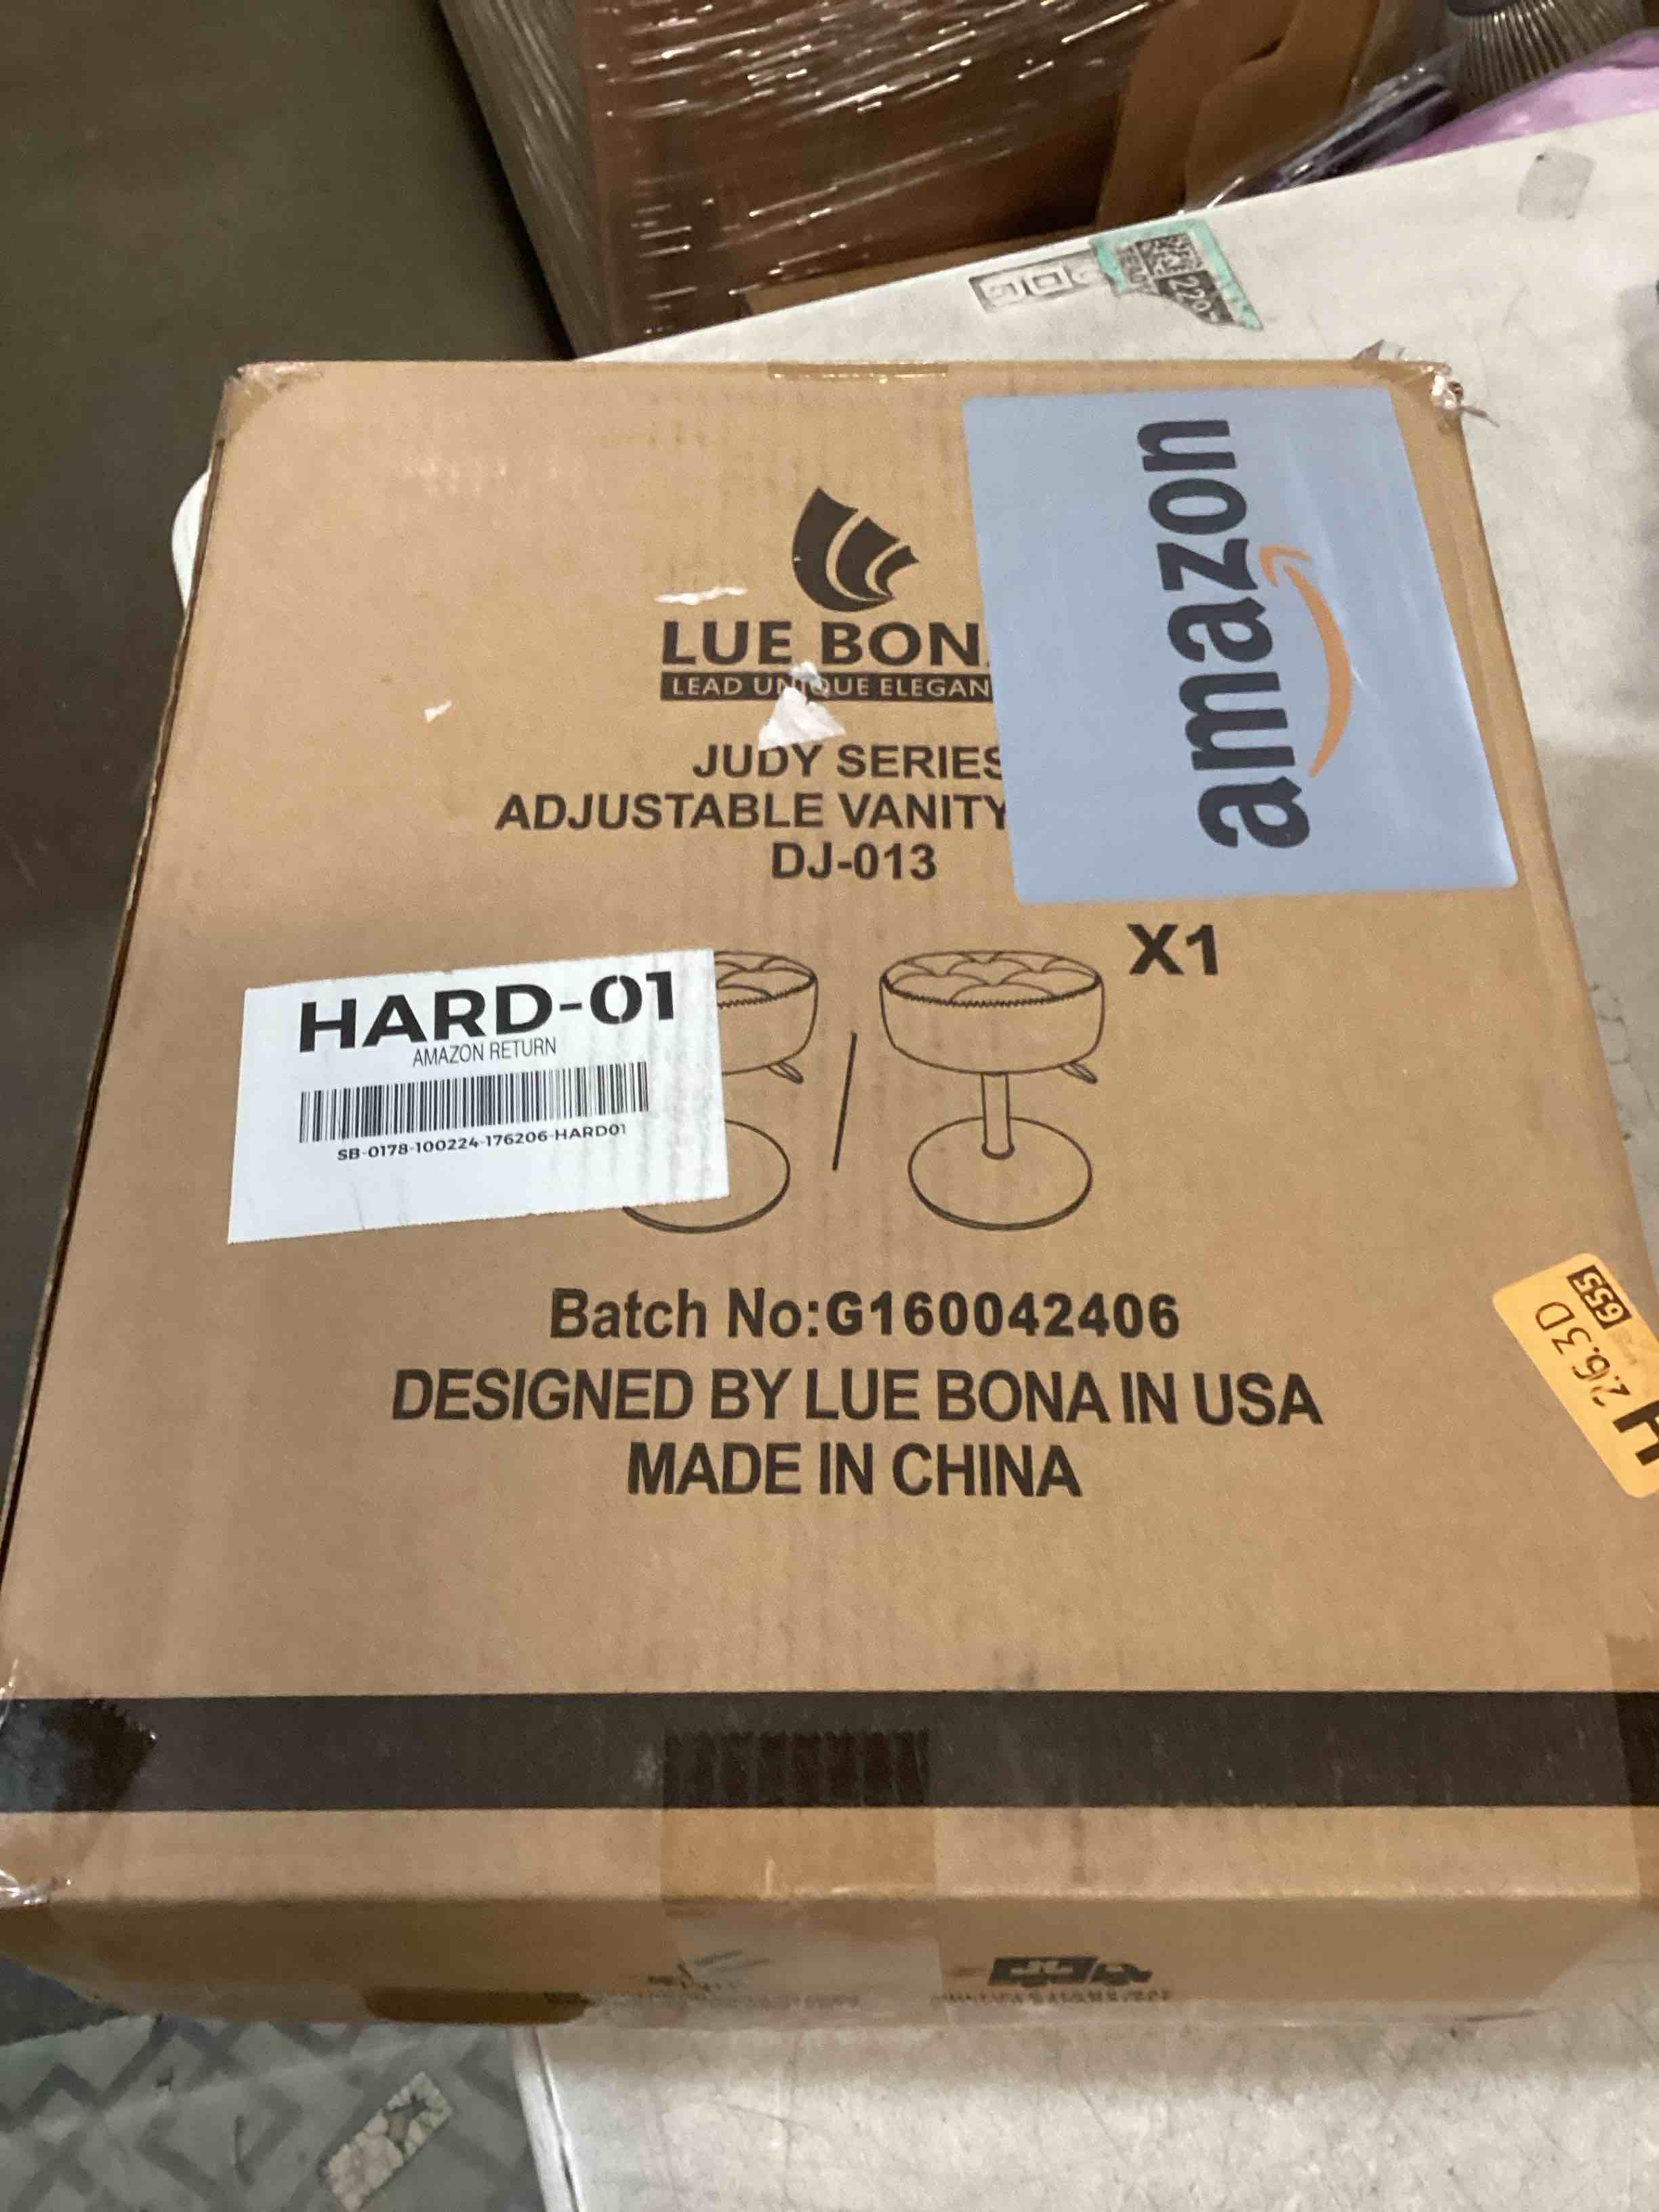 LUE BON
LEAD UNIQUE ELEGAN
JUDY SERIES
ADJUSTABLE VANITY
DJ-013
amazon
X1
HARD-01
AMAZON RETURN
SB-0178-100224-176206-HARD01
Batch No:G160042406
DESIGNED BY LUE BONA IN USA
MADE IN CHINA
26.3D
G55
H